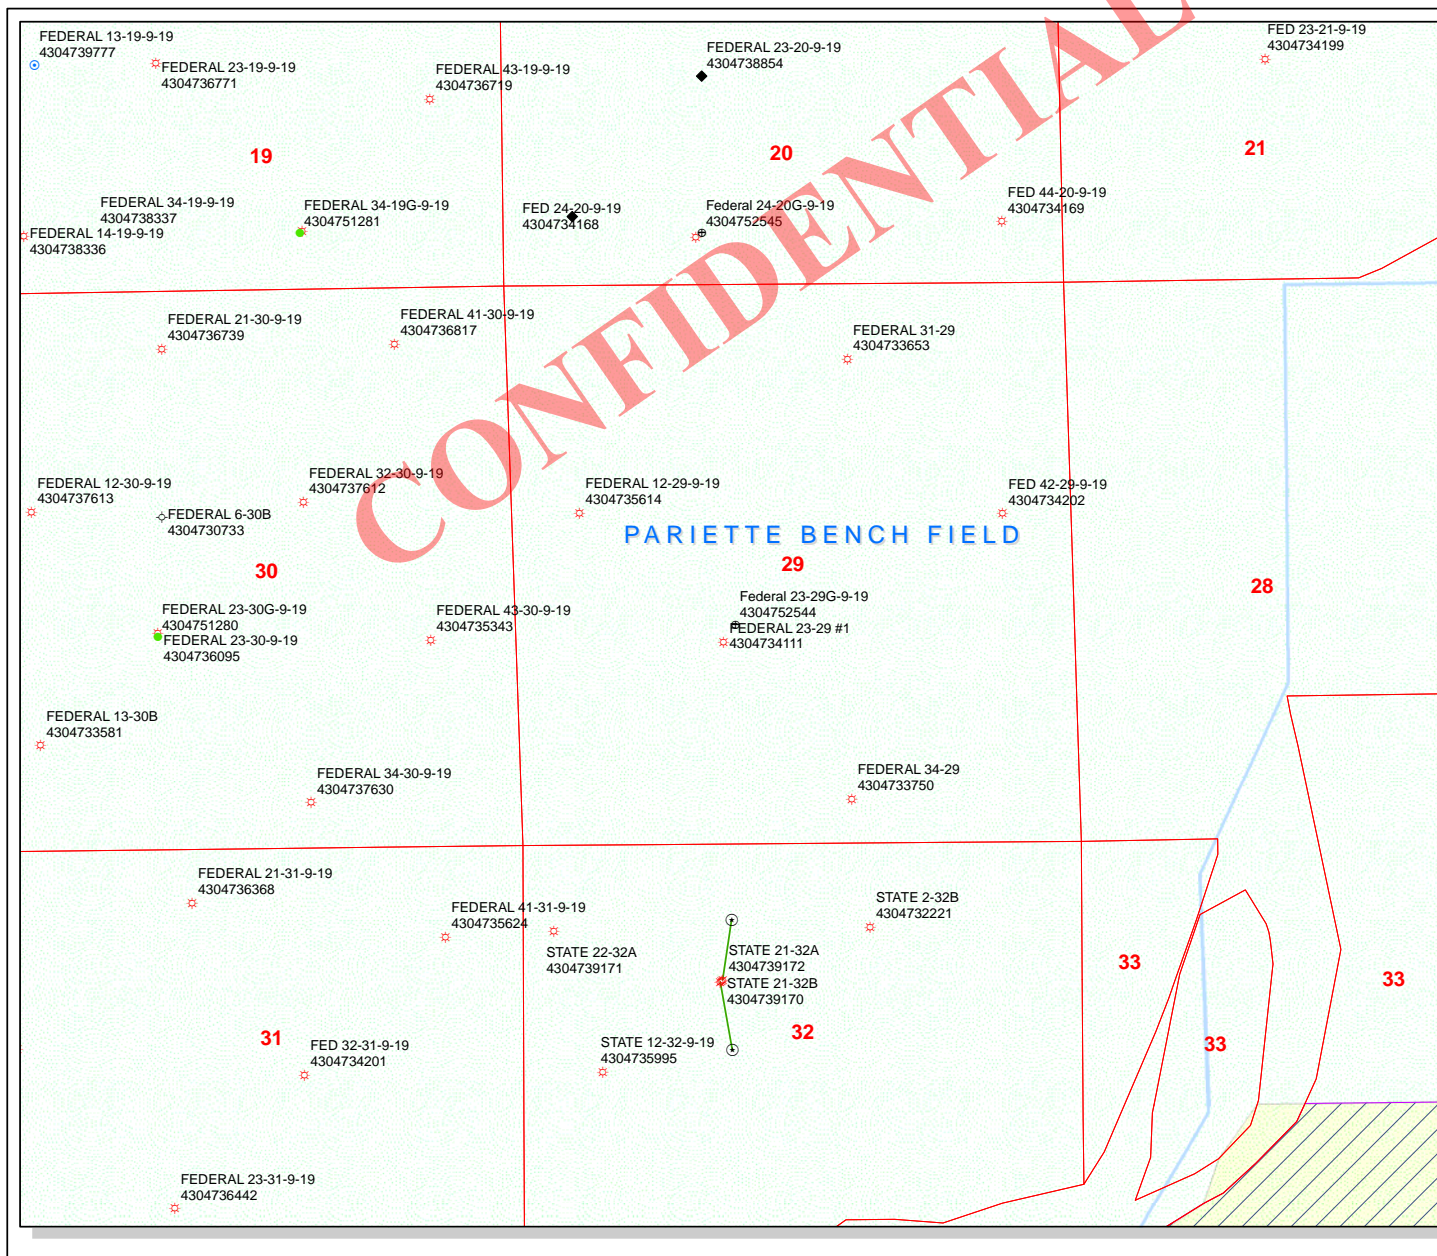 FEDERAL 13-19-9-19
4304739777
FEDERAL 23-19-9-19
4304736771
FEDERAL 43-19-9-19
4304736719
FEDERAL 23-20-9-19
4304738854
FED 23-21-9-19
4304734199
19
20
21
FEDERAL 34-19-9-19
4304738337
FEDERAL 14-19-9-19
4304738336
FEDERAL 34-19G-9-19
4304751281
FED 24-20-9-19
4304734168
Federal 24-20G-9-19
4304752545
FED 44-20-9-19
4304734169
CONFIDENTIAL
FEDERAL 21-30-9-19
4304736739
FEDERAL 41-30-9-19
4304736817
FEDERAL 31-29
4304733653
FEDERAL 12-30-9-19
4304737613
FEDERAL 6-30B
4304730733
FEDERAL 32-30-9-19
4304737612
FEDERAL 12-29-9-19
4304735614
FED 42-29-9-19
4304734202
PARIETTE BENCH FIELD
30
29
28
FEDERAL 23-30G-9-19
4304751280
FEDERAL 23-30-9-19
4304736095
FEDERAL 43-30-9-19
4304735343
Federal 23-29G-9-19
4304752544
FEDERAL 23-29 #1
4304734111
FEDERAL 13-30B
4304733581
FEDERAL 34-30-9-19
4304737630
FEDERAL 34-29
4304733750
FEDERAL 21-31-9-19
4304736368
FEDERAL 41-31-9-19
4304735624
STATE 22-32A
4304739171
STATE 21-32A
4304739172
STATE 21-32B
4304739170
STATE 2-32B
4304732221
33
33
31
32
33
FED 32-31-9-19
4304734201
STATE 12-32-9-19
4304735995
FEDERAL 23-31-9-19
4304736442